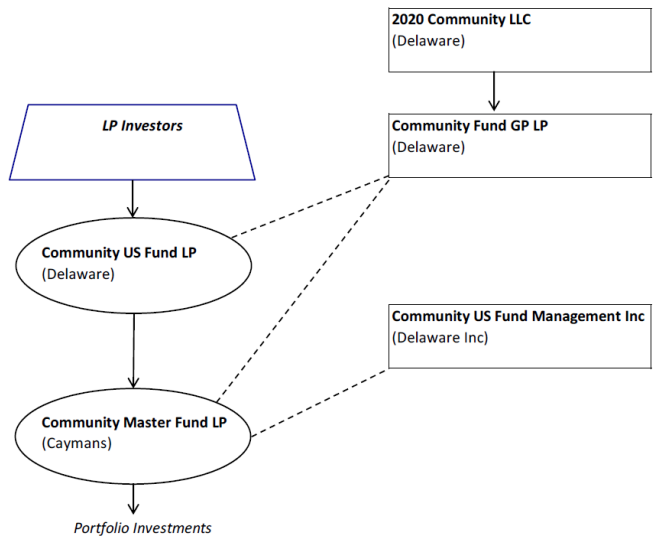 2020 Community LLC
(Delaware)
LP Investors
Community Fund GP LP
(Delaware)
Community US Fund LP
(Delaware)
Community US Fund Management Inc
(Delaware Inc)
Community Master Fund LP
(Caymans)
Portfolio Investments